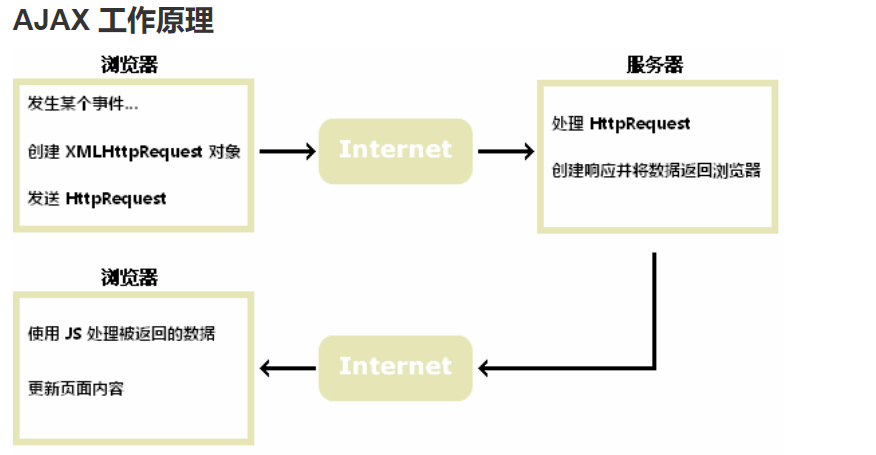 AJAX 工作原理
浏览器
发生某个事件...
创建 XMLHttpRequest 对象
发送 HttpRequest
Internet
服务器
处理 HttpRequest
创建响应并将数据返回浏览器
浏览器
使用 JS 处理被返回的数据
更新页面内容
Internet